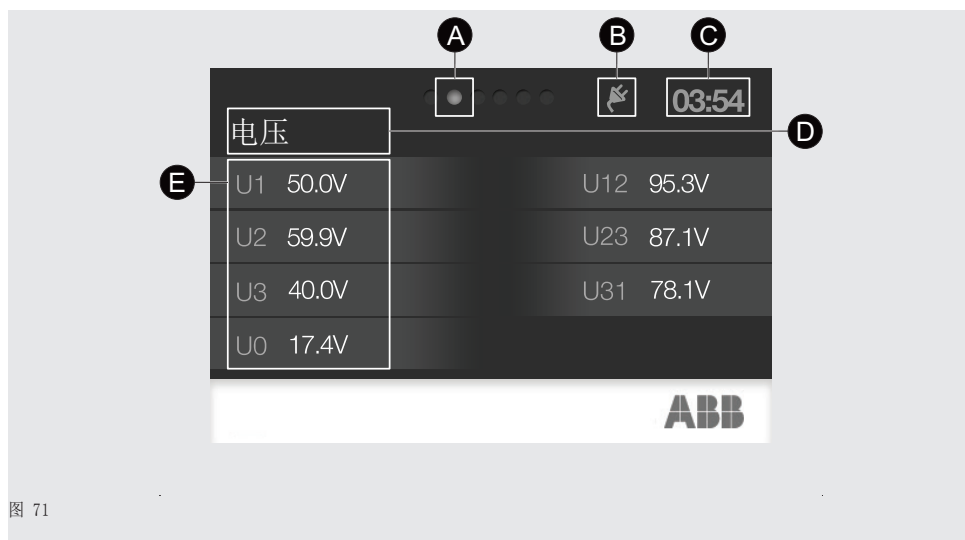 A B C
03:54
电压
D
E
U1 50.0V U12 95.3V
U2 59.9V U23 87.1V
U3 40.0V U31 78.1V
U0 17.4V
ABB
图 71